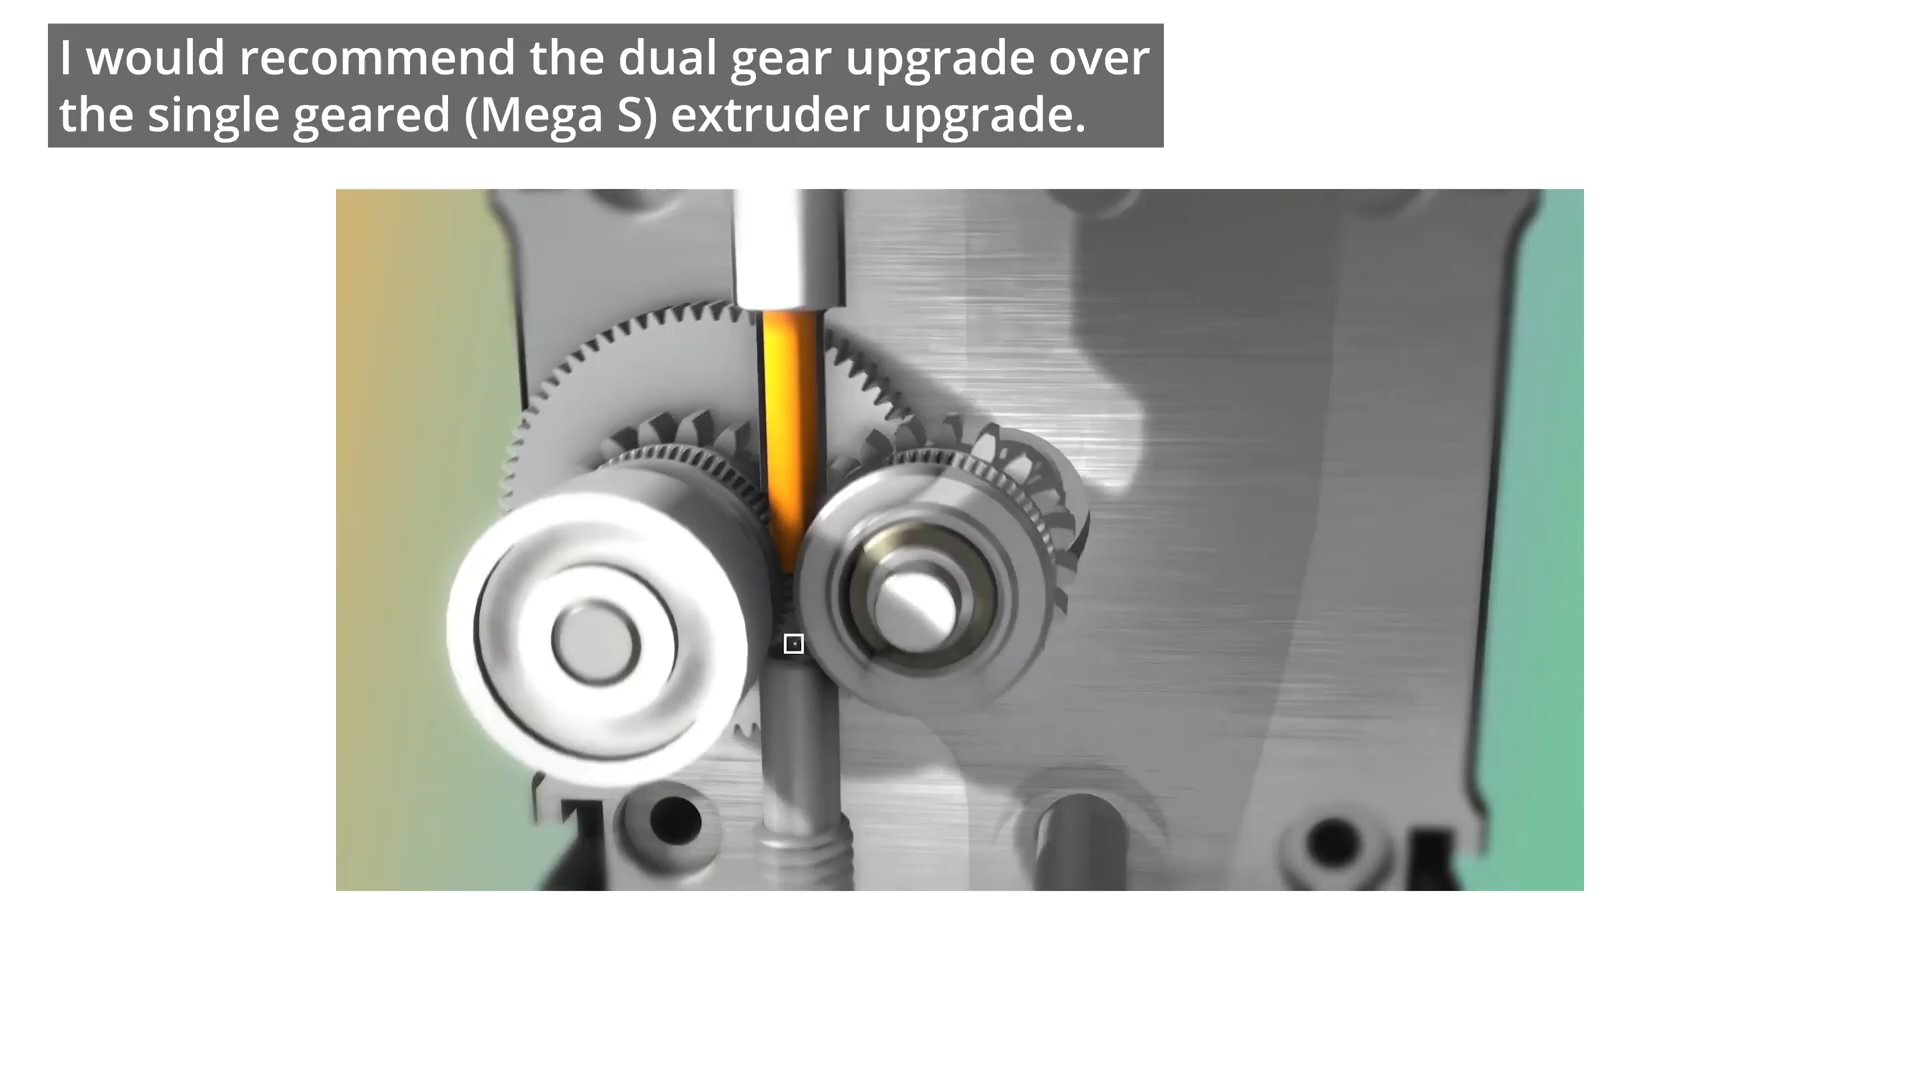 I would recommend the dual gear upgrade over
the single geared (Mega S) extruder upgrade.